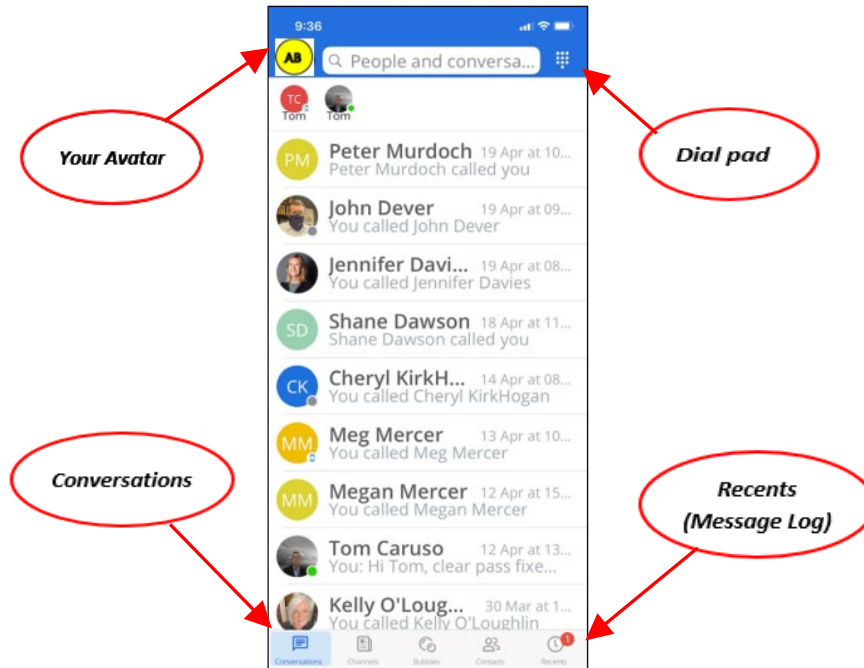 9:36
AB
People and conversa...
TC
Tom
Tom
Your Avatar
Dial pad
PM
Peter Murdoch 19 Apr at 10...
Peter Murdoch called you
John Dever 19 Apr at 09...
You called John Dever
Jennifer Davi... 19 Apr at 08...
You called Jennifer Davies
SD
Shane Dawson 18 Apr at 11...
Shane Dawson called you
CK
Cheryl KirkH... 14 Apr at 08...
You called Cheryl KirkHogan
MM
Meg Mercer 13 Apr at 10...
You called Meg Mercer
Conversations
MM
Megan Mercer 12 Apr at 15...
You called Megan Mercer
Recents
(Message Log)
Tom Caruso 12 Apr at 13...
You: Hi Tom, clear pass fixe...
Kelly O'Loug... 30 Mar at 1...
You called Kelly O'Loughlin
1
Conversations Channels Bubbles Contacts Recents